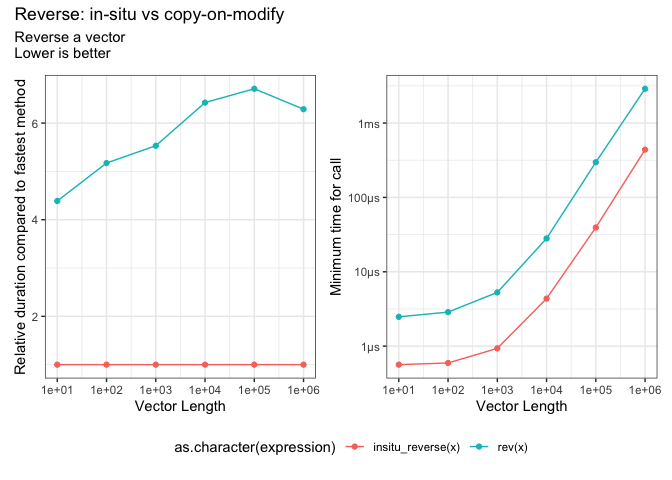 Reverse: in-situ vs copy-on-modify
Reverse a vector
Lower is better
Relative duration compared to fastest method
6
4
2
1e+01 1e+02 1e+03 1e+04 1e+05 1e+06
Vector Length
Minimum time for call
1ms
100µs
10µs
1µs
1e+01 1e+02 1e+03 1e+04 1e+05 1e+06
Vector Length
as.character(expression) insitu_reverse(x) rev(x)